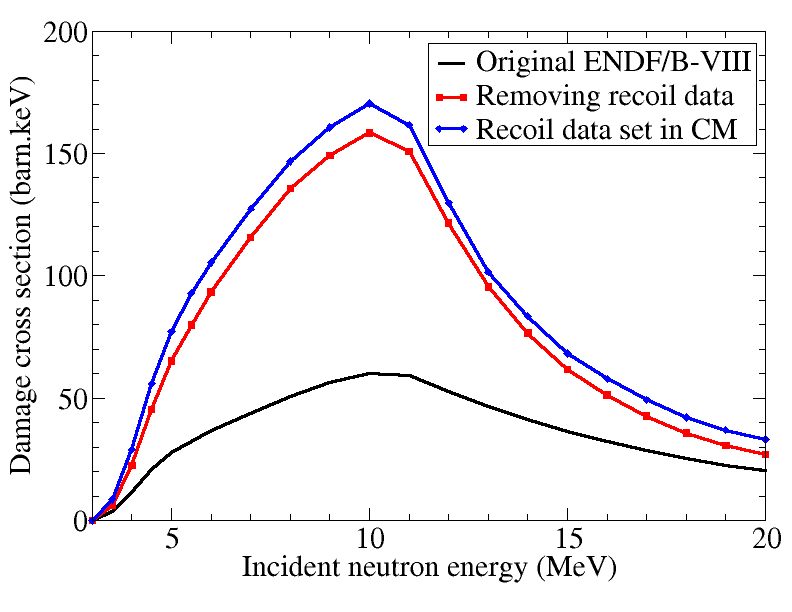 200
150
100
50
0
5
10
15
20
Damage cross section (barn.keV)
Incident neutron energy (MeV)
Original ENDF/B-VIII
Removing recoil data
Recoil data set in CM